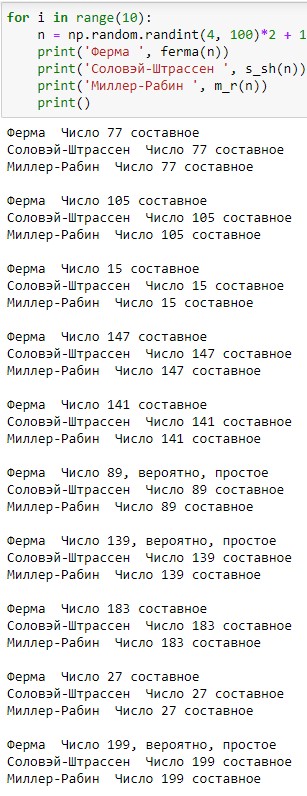 for i in range(10):
    n = np.random.randint(4, 100)*2 + 1
    print('Ферма ', ferma(n))
    print('Соловэй-Штрассен ', s_sh(n))
    print('Миллер-Рабин ', m_r(n))
    print()
Ферма  Число 77 составное
Соловэй-Штрассен  Число 77 составное
Миллер-Рабин  Число 77 составное

Ферма  Число 105 составное
Соловэй-Штрассен  Число 105 составное
Миллер-Рабин  Число 105 составное

Ферма  Число 15 составное
Соловэй-Штрассен  Число 15 составное
Миллер-Рабин  Число 15 составное

Ферма  Число 147 составное
Соловэй-Штрассен  Число 147 составное
Миллер-Рабин  Число 147 составное

Ферма  Число 141 составное
Соловэй-Штрассен  Число 141 составное
Миллер-Рабин  Число 141 составное

Ферма  Число 89, вероятно, простое
Соловэй-Штрассен  Число 89 составное
Миллер-Рабин  Число 89 составное

Ферма  Число 139, вероятно, простое
Соловэй-Штрассен  Число 139 составное
Миллер-Рабин  Число 139 составное

Ферма  Число 183 составное
Соловэй-Штрассен  Число 183 составное
Миллер-Рабин  Число 183 составное

Ферма  Число 27 составное
Соловэй-Штрассен  Число 27 составное
Миллер-Рабин  Число 27 составное

Ферма  Число 199, вероятно, простое
Соловэй-Штрассен  Число 199 составное
Миллер-Рабин  Число 199 составное